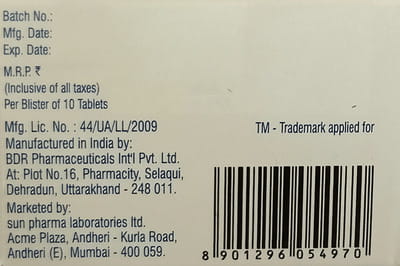 Batch No.:
Mfg. Date:
Exp. Date:
M.R.P. ₹
(Inclusive of all taxes)
Per Blister of 10 Tablets
Mfg. Lic. No. : 44/UA/LL/2009
TM - Trademark applied for
Manufactured in India by:
BDR Pharmaceuticals Int'l Pvt. Ltd.
At: Plot No.16, Pharmacity, Selaqui,
Dehradun, Uttarakhand - 248 011.
Marketed by:
sun pharma laboratories ltd.
Acme Plaza, Andheri - Kurla Road,
Andheri (E), Mumbai - 400 059.
8 901296 054970